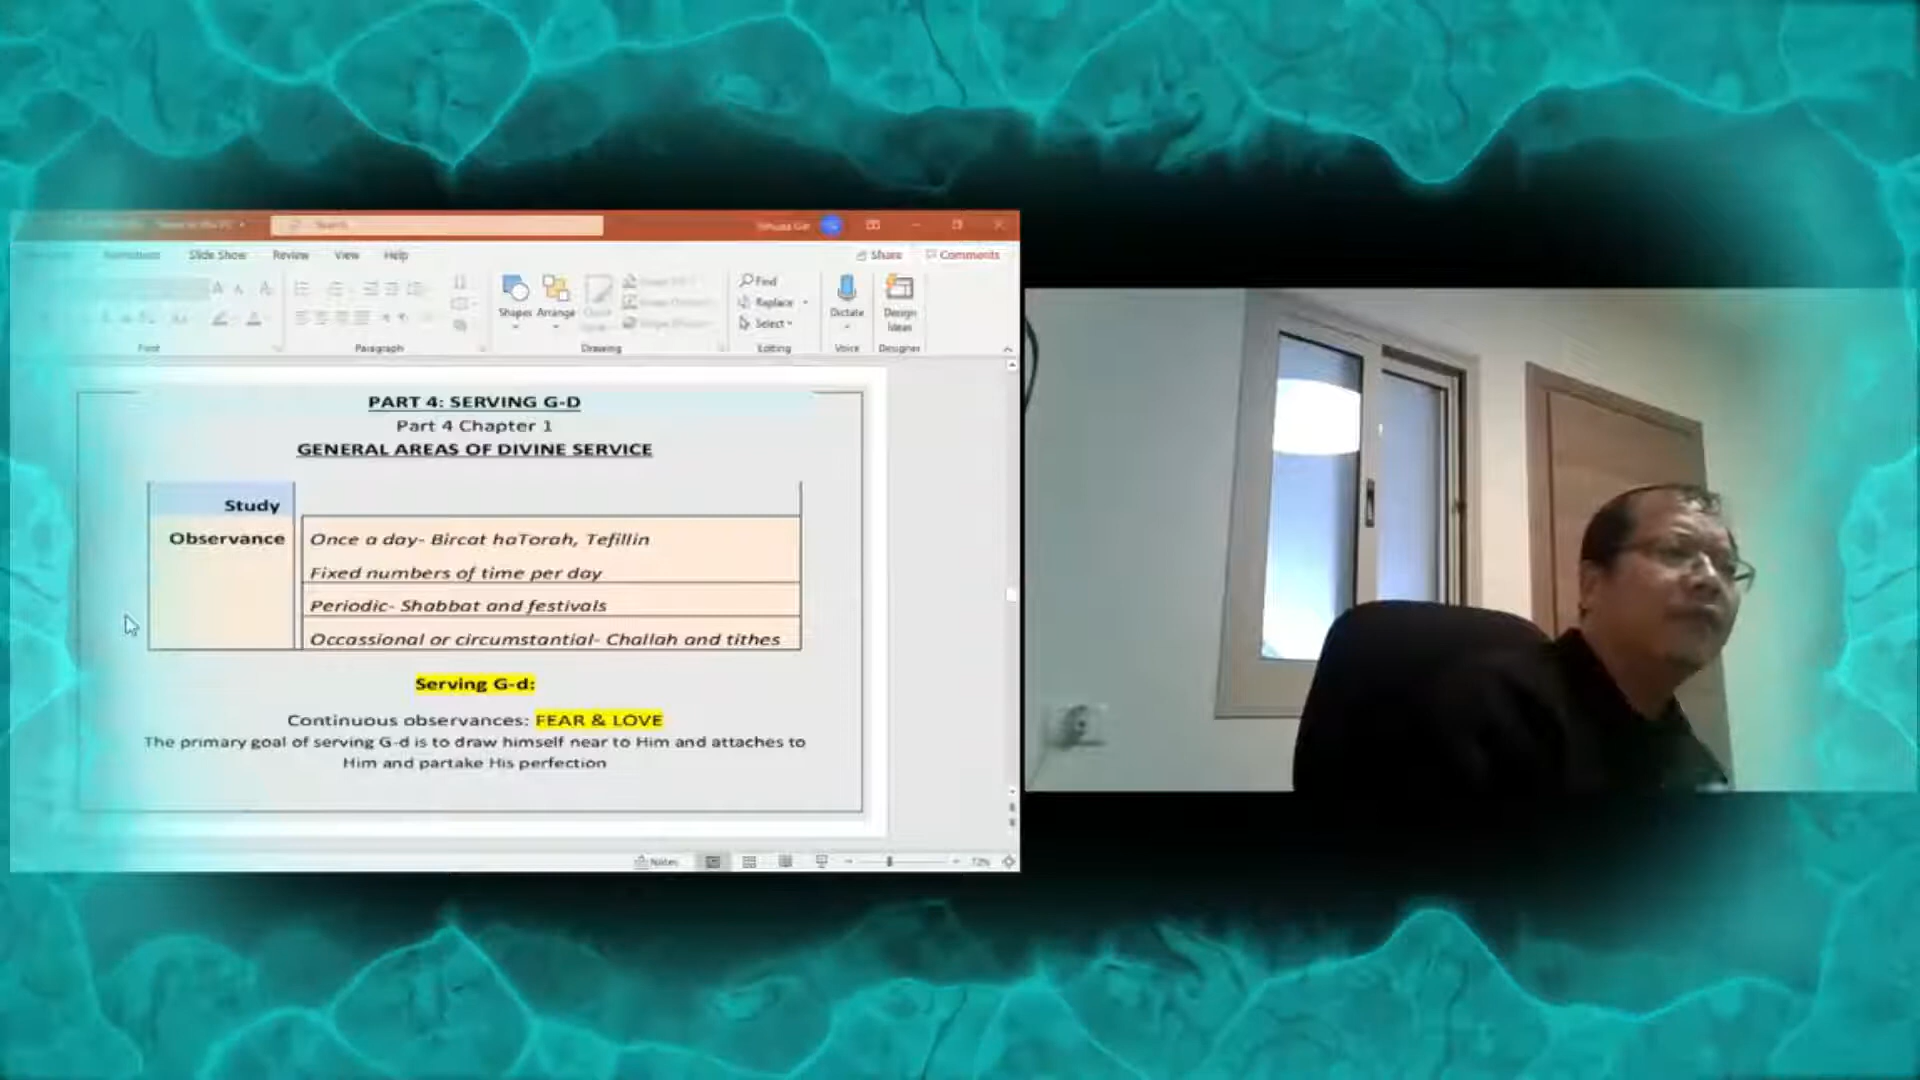 Slide Show Review View Help Share Comments
Shapes Arrange
Find
Replace
Select
Dictate
Design
Ideas
Font Paragraph Drawing Editing Voice Designer
PART 4: SERVING G-D
Part 4 Chapter 1
GENERAL AREAS OF DIVINE SERVICE
Study
Observance
Once a day- Bircat haTorah, Tefillin
Fixed numbers of time per day
Periodic- Shabbat and festivals
Occassional or circumstantial- Challah and tithes
Serving G-d:
Continuous observances: FEAR & LOVE
The primary goal of serving G-d is to draw himself near to Him and attaches to
Him and partake His perfection
Notes